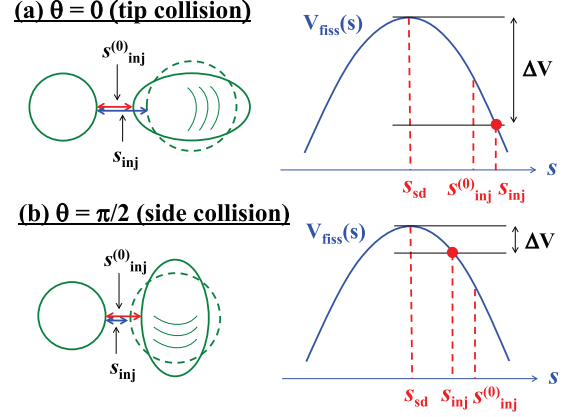 (a) θ = 0 (tip collision)
s(0)inj
sinj
Vfiss(s)
ΔV
ssd s(0)inj sinj s
(b) θ = π/2 (side collision)
s(0)inj
sinj
Vfiss(s)
ΔV
ssd sinj s(0)inj s